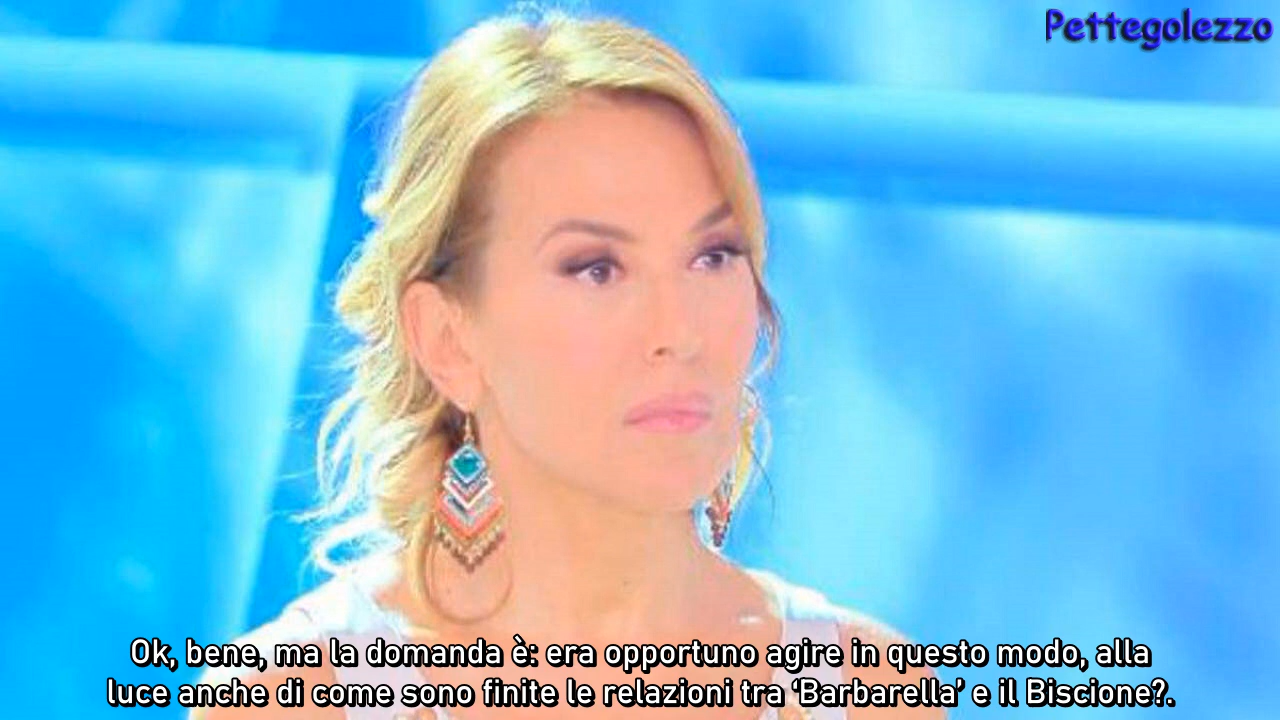 Pettegolezzo
Ok, bene, ma la domanda è: era opportuno agire in questo modo, alla
luce anche di come sono finite le relazioni tra ‘Barbarella’ e il Biscione?.